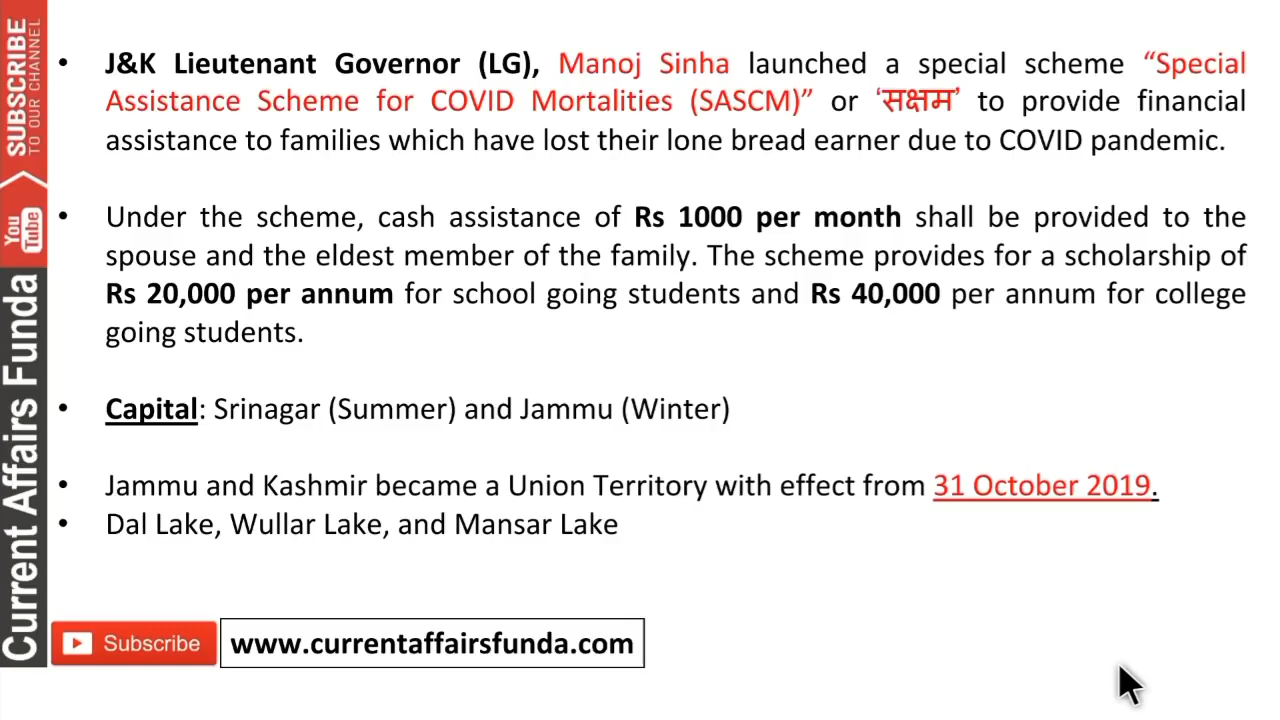 SUBSCRIBE
TO OUR CHANNEL
You
Tube
Current Affairs Funda
• J&K Lieutenant Governor (LG), Manoj Sinha launched a special scheme “Special
Assistance Scheme for COVID Mortalities (SASCM)” or ‘सक्षम’ to provide financial
assistance to families which have lost their lone bread earner due to COVID pandemic.
• Under the scheme, cash assistance of Rs 1000 per month shall be provided to the
spouse and the eldest member of the family. The scheme provides for a scholarship of
Rs 20,000 per annum for school going students and Rs 40,000 per annum for college
going students.
• Capital: Srinagar (Summer) and Jammu (Winter)
• Jammu and Kashmir became a Union Territory with effect from 31 October 2019.
• Dal Lake, Wullar Lake, and Mansar Lake
Subscribe
www.currentaffairsfunda.com